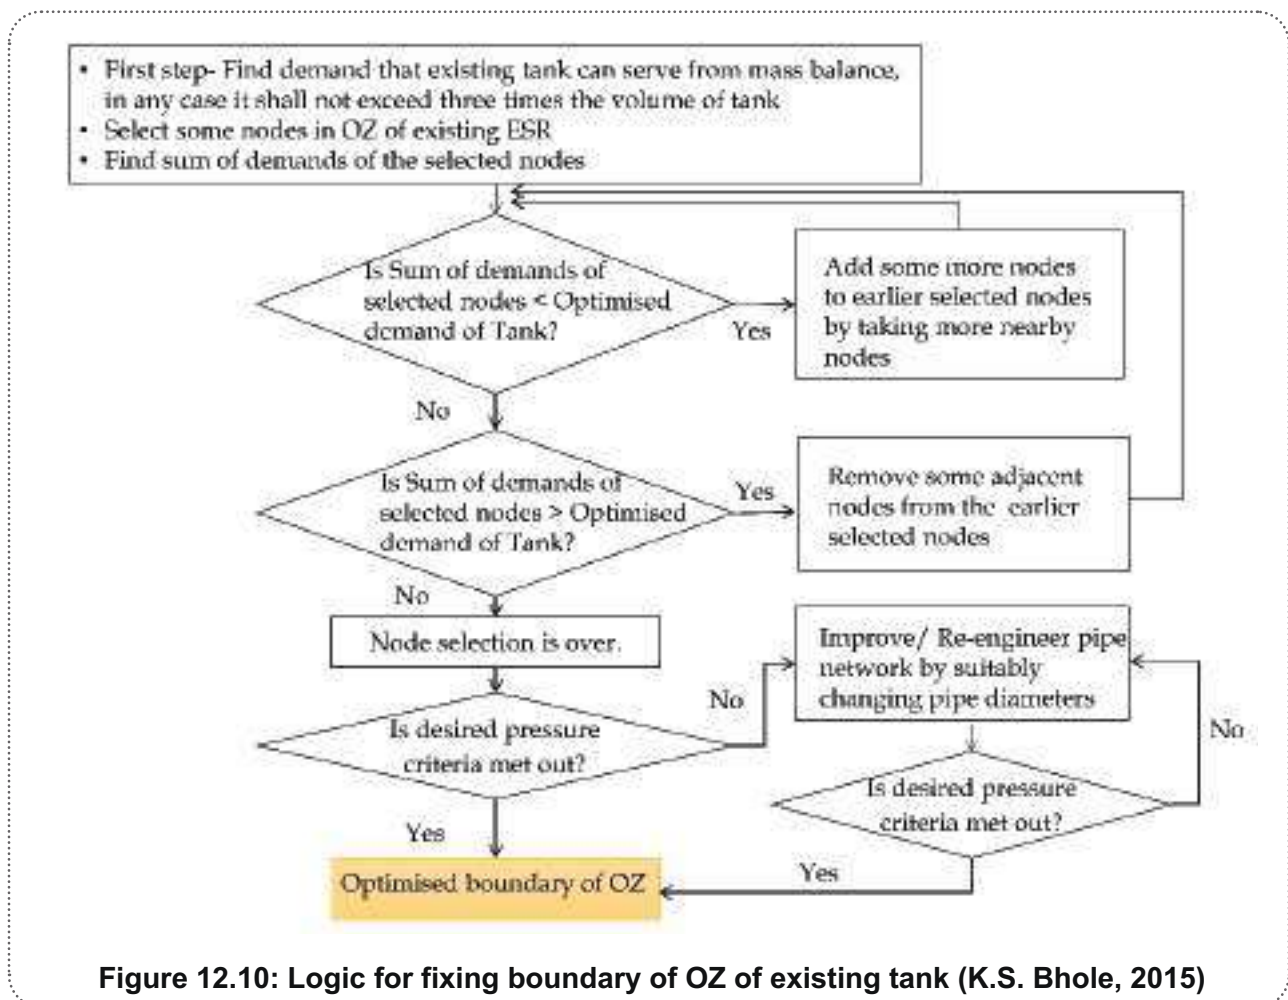 • First step- Find demand that existing tank can serve from mass balance,
in any case it shall not exceed three times the volume of tank
• Select some nodes in OZ of existing ESR
• Find sum of demands of the selected nodes
Is Sum of demands of
selected nodes < Optimised
demand of Tank?
Yes
Add some more nodes
to earlier selected nodes
by taking more nearby
nodes
No
Is Sum of demands of
selected nodes > Optimised
demand of Tank?
Yes
Remove some adjacent
nodes from the earlier
selected nodes
No
Node selection is over.
Is desired pressure
criteria met out?
No
Improve/ Re-engineer pipe
network by suitably
changing pipe diameters
No
Is desired pressure
criteria met out?
Yes
Yes
Optimised boundary of OZ
Figure 12.10: Logic for fixing boundary of OZ of existing tank (K.S. Bhole, 2015)